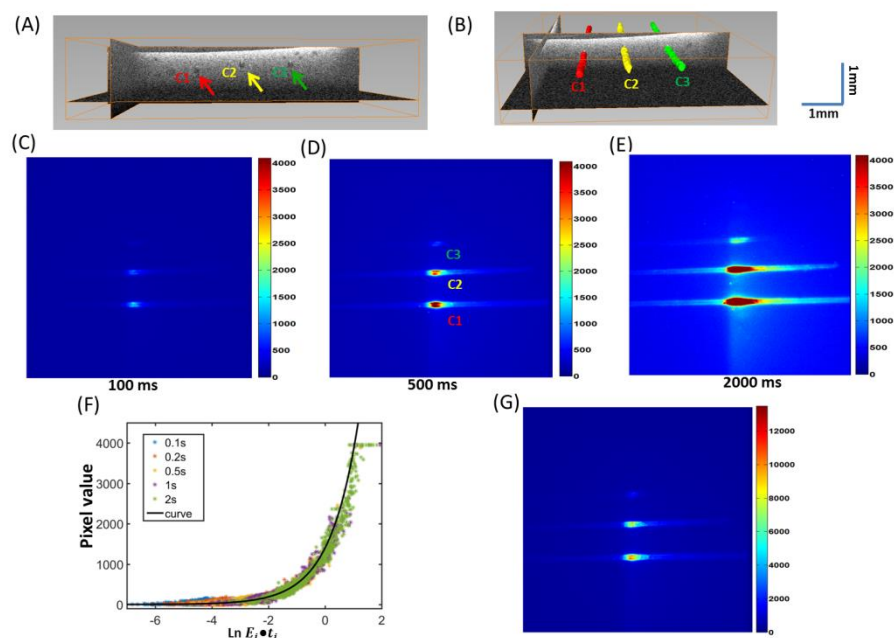 (A)
C1
C2
C3
(B)
C1
C2
C3
1mm
1mm
(C)
4000
3500
3000
2500
2000
1500
1000
500
0
100 ms
(D)
C3
C2
C1
4000
3500
3000
2500
2000
1500
1000
500
0
500 ms
(E)
4000
3500
3000
2500
2000
1500
1000
500
0
2000 ms
(F)
Pixel value
4000
3000
2000
1000
0
0.1s
0.2s
0.5s
1s
2s
curve
-6 -4 -2 0 2
Ln E_i•t_j
(G)
12000
10000
8000
6000
4000
2000
0